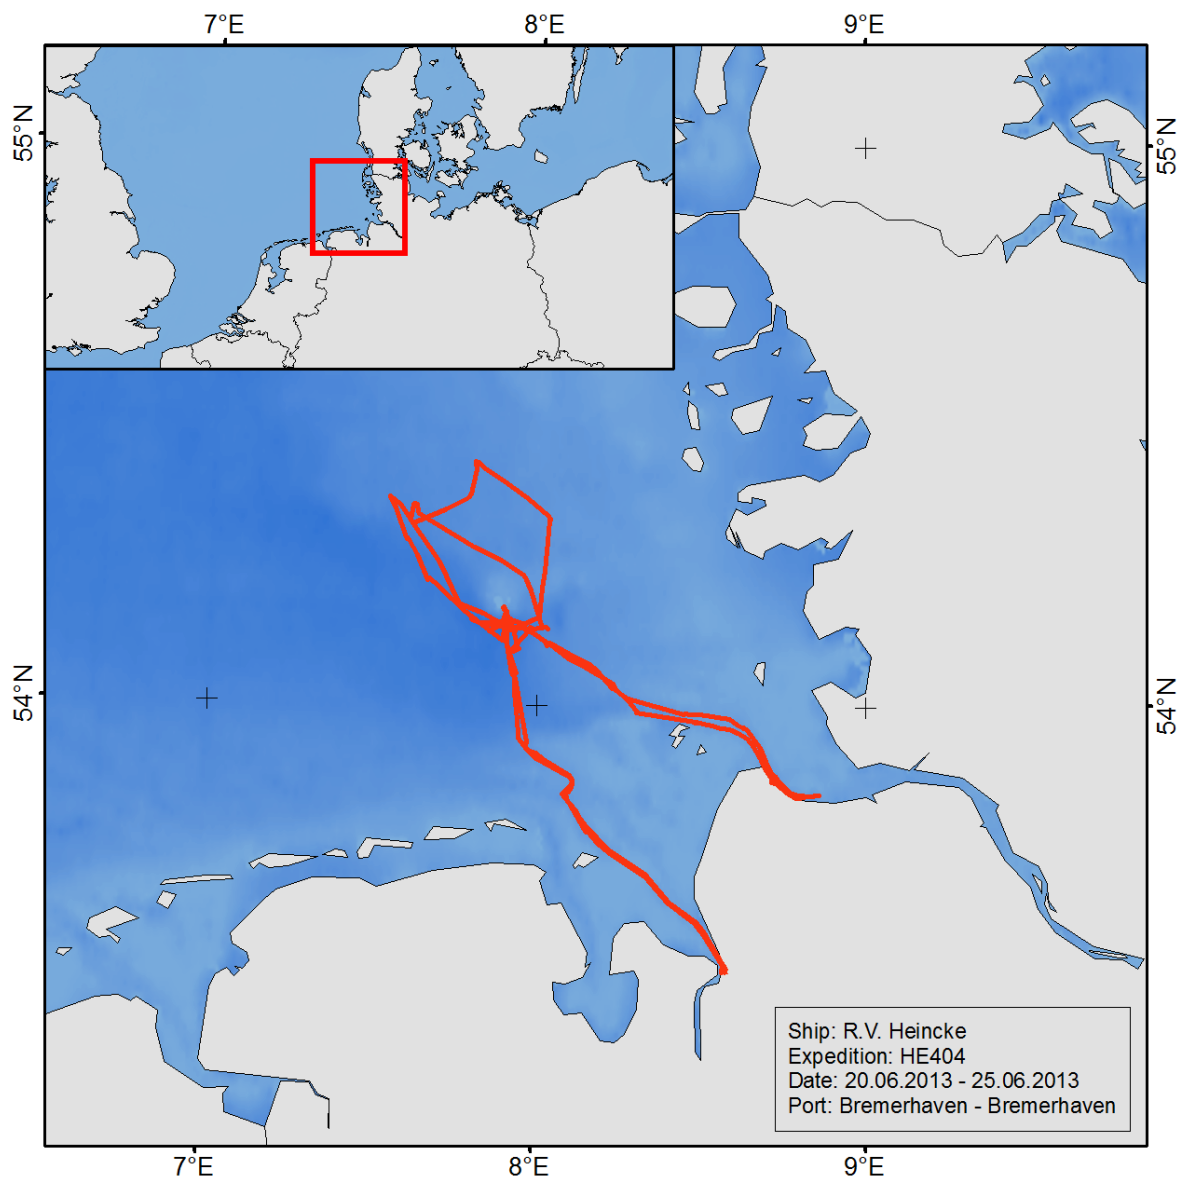 7°E
8°E
9°E
55°N
55°N
54°N
54°N
Ship: R.V. Heincke
Expedition: HE404
Date: 20.06.2013 - 25.06.2013
Port: Bremerhaven - Bremerhaven
7°E
8°E
9°E